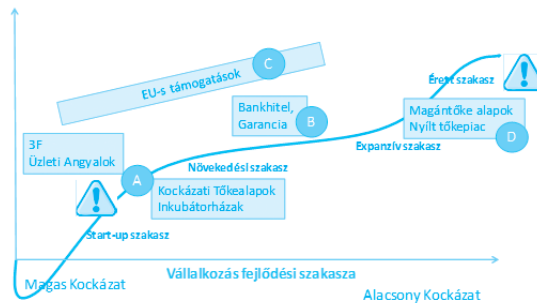 Érett szakasz
C
EU-s támogatások
Bankhitel,
Garancia
B
Magántőke alapok
Nyílt tőkepiac
D
Expanzív szakasz
3F
Üzleti Angyalok
Növekedési szakasz
A
Kockázati Tőkealapok
Inkubátorházak
Start-up szakasz
Magas Kockázat
Vállalkozás fejlődési szakasza
Alacsony Kockázat